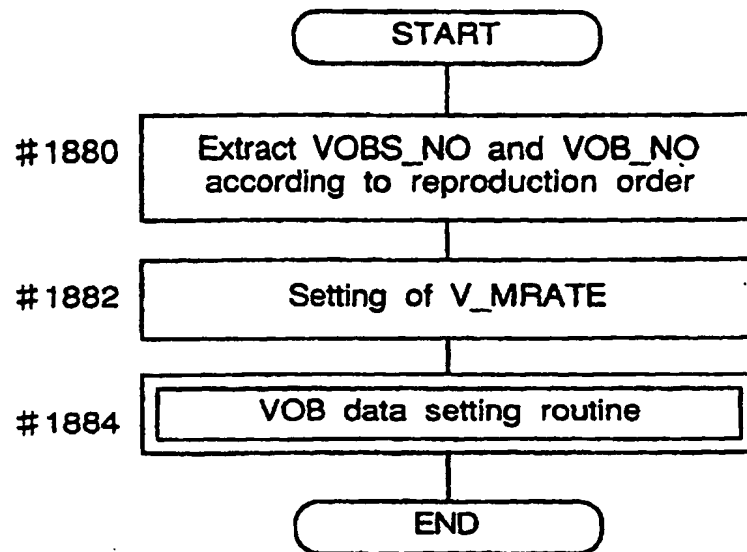 START
#1880
Extract VOBS_NO and VOB_NO
according to reproduction order
#1882
Setting of V_MRATE
#1884
VOB data setting routine
END